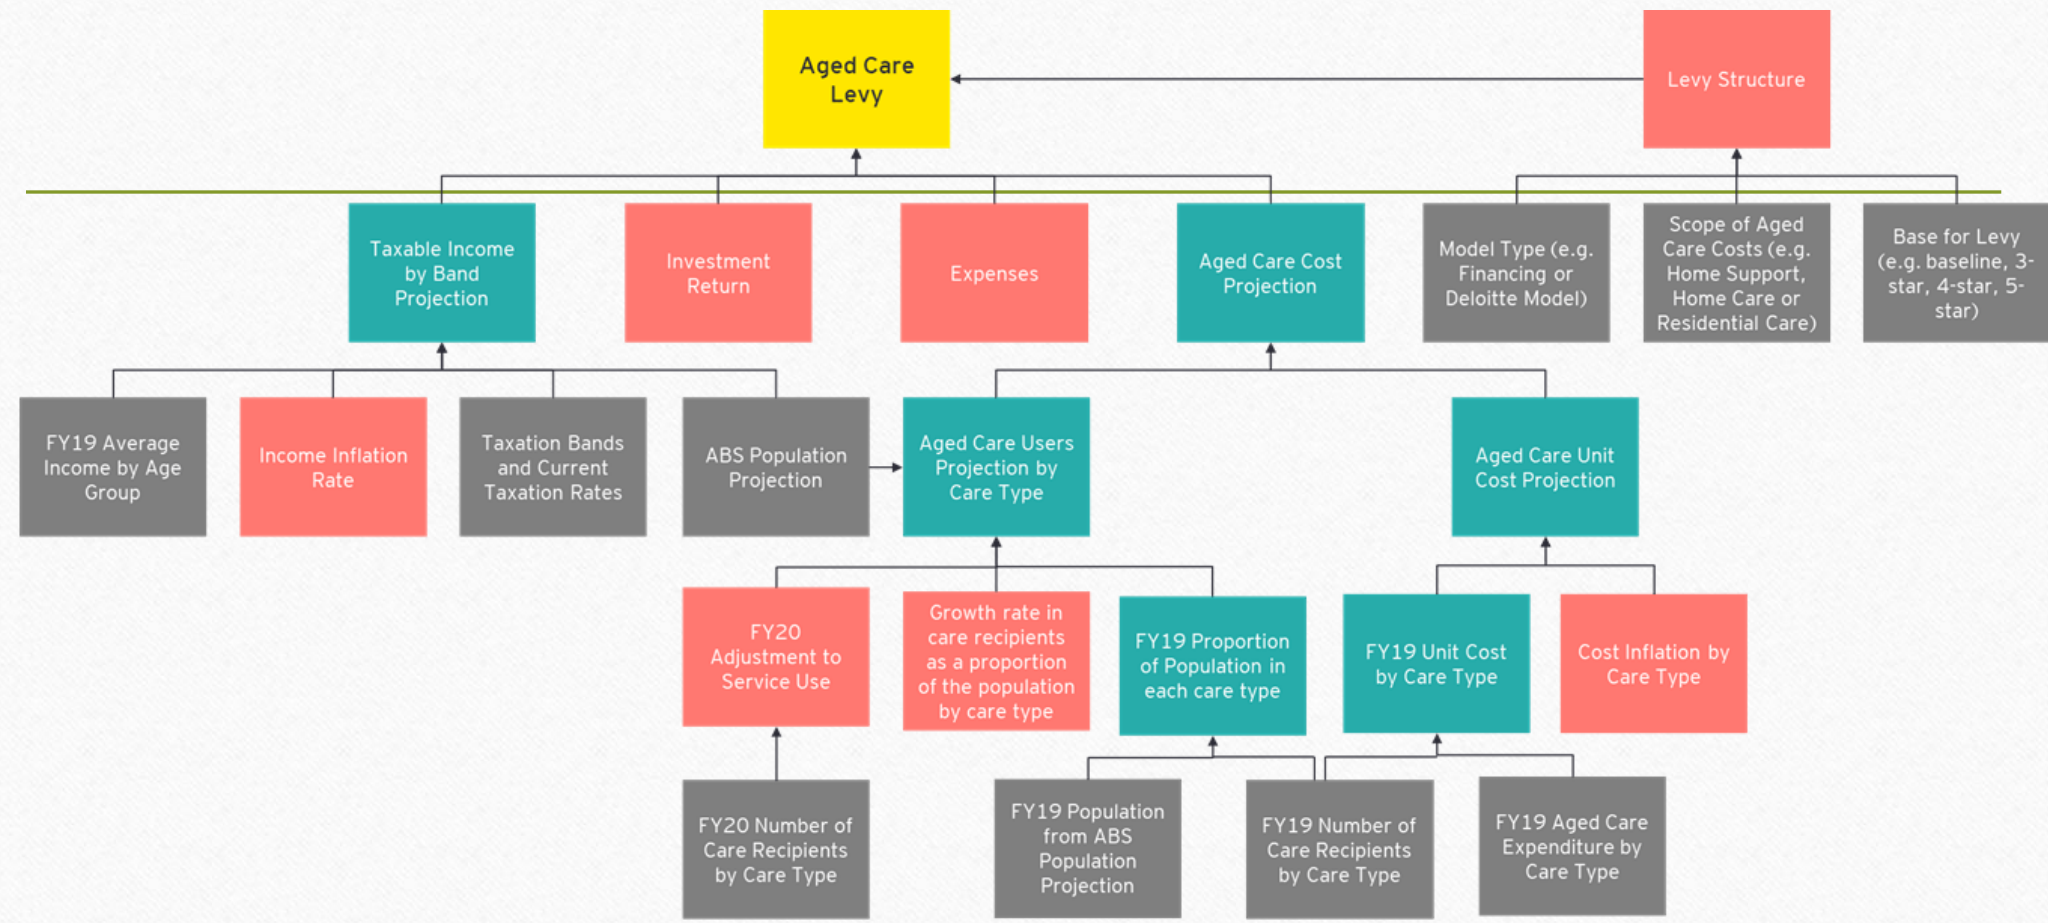 Aged Care
Levy
Levy Structure
Taxable Income
by Band
Projection
Investment
Return
Expenses
Aged Care Cost
Projection
Model Type (e.g.
Financing or
Deloitte Model)
Scope of Aged
Care Costs (e.g.
Home Support,
Home Care or
Residential Care)
Base for Levy
(e.g. baseline, 3-
star, 4-star, 5-
star)
FY19 Average
Income by Age
Group
Income Inflation
Rate
Taxation Bands
and Current
Taxation Rates
ABS Population
Projection
Aged Care Users
Projection by
Care Type
Aged Care Unit
Cost Projection
FY20
Adjustment to
Service Use
Growth rate in
care recipients
as a proportion
of the population
by care type
FY19 Proportion
of Population in
each care type
FY19 Unit Cost
by Care Type
Cost Inflation by
Care Type
FY20 Number of
Care Recipients
by Care Type
FY19 Population
from ABS
Population
Projection
FY19 Number of
Care Recipients
by Care Type
FY19 Aged Care
Expenditure by
Care Type